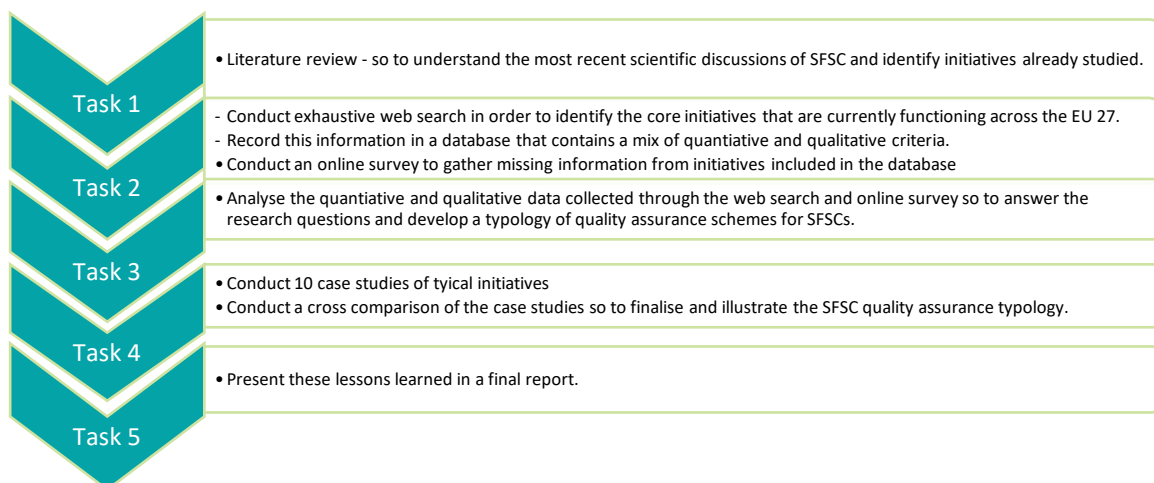 Task 1
• Literature review - so to understand the most recent scientific discussions of SFSC and identify initiatives already studied.
Task 2
- Conduct exhaustive web search in order to identify the core initiatives that are currently functioning across the EU 27.
- Record this information in a database that contains a mix of quantitative and qualitative criteria.
• Conduct an online survey to gather missing information from initiatives included in the database
Task 3
• Analyse the quantiative and qualitative data collected through the web search and online survey so to answer the
research questions and develop a typology of quality assurance schemes for SFSCs.
Task 4
• Conduct 10 case studies of tyical initiatives
• Conduct a cross comparison of the case studies so to finalise and illustrate the SFSC quality assurance typology.
Task 5
• Present these lessons learned in a final report.